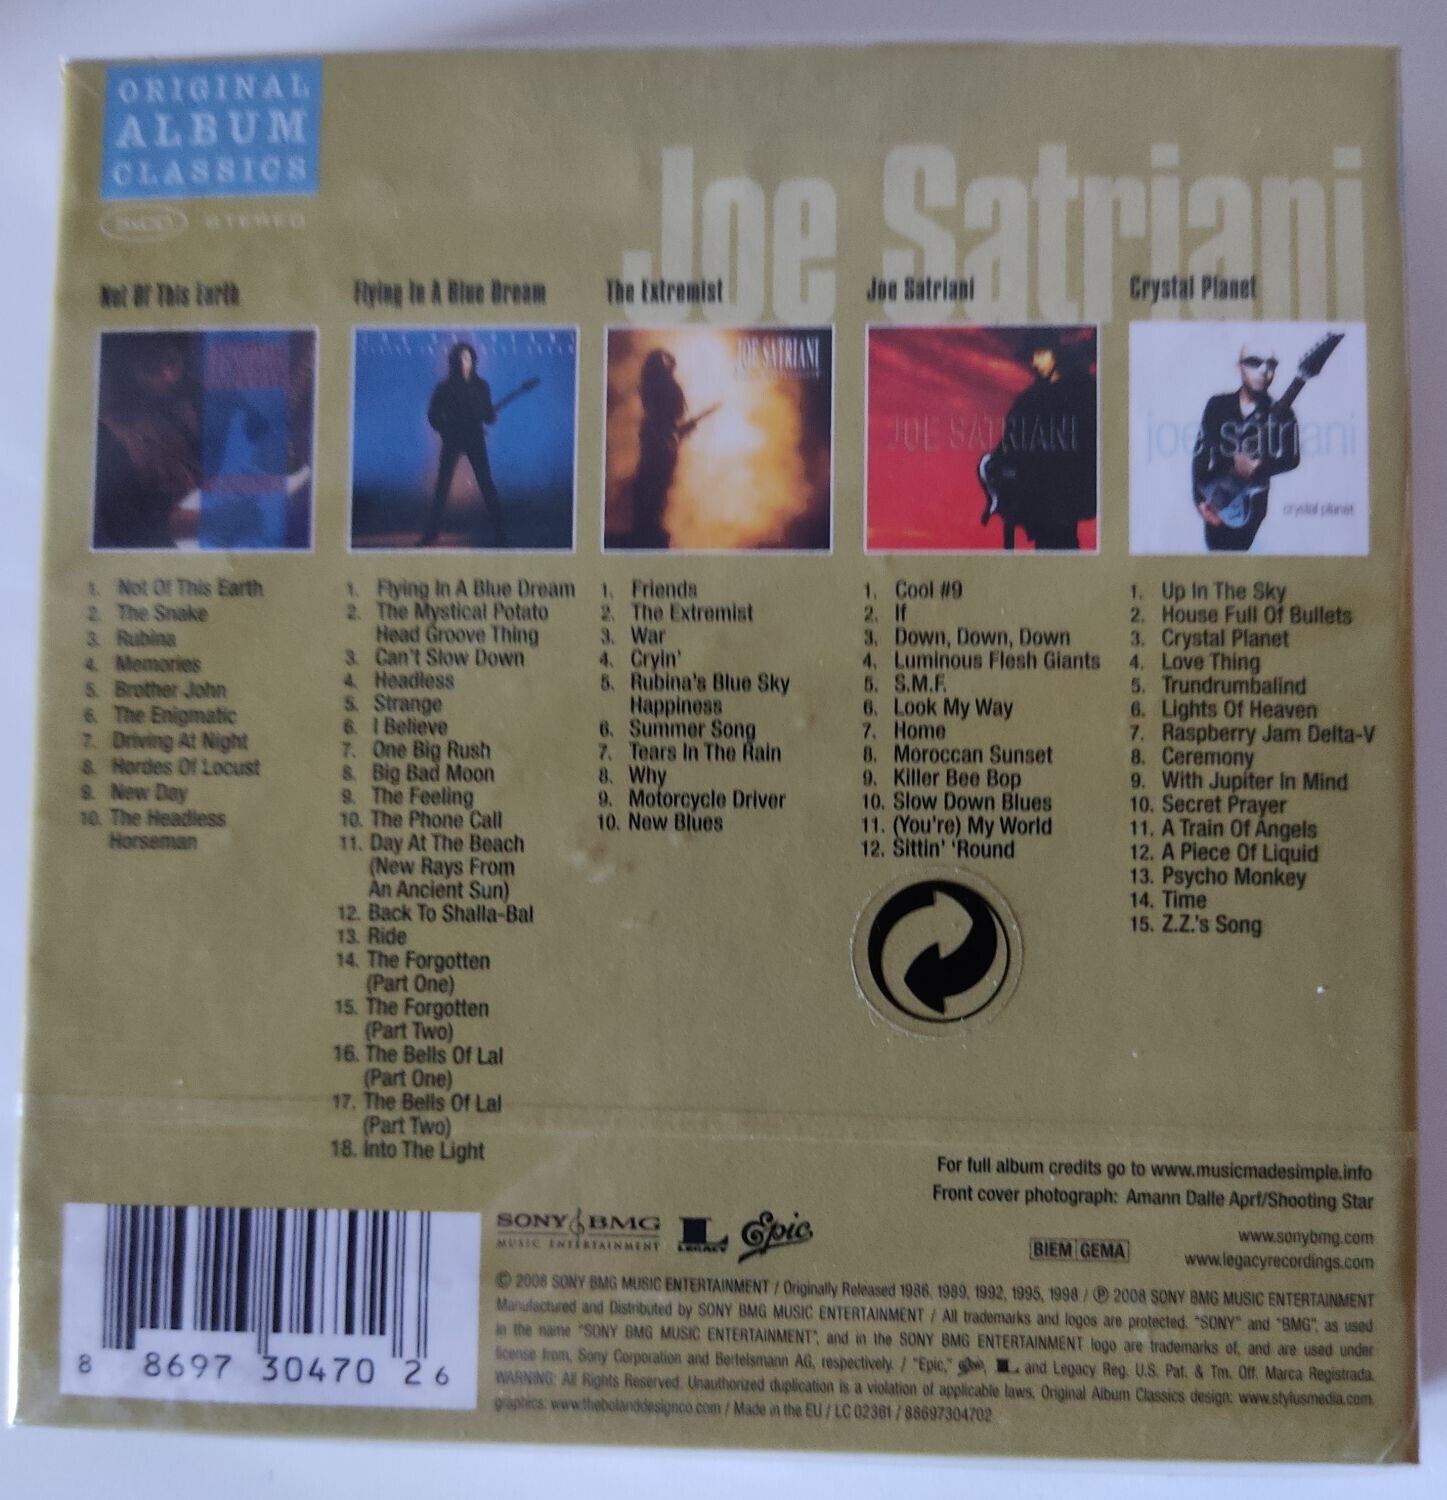 ORIGINAL
ALBUM
CLASSICS
5xCD STEREO
Joe Satriani
Not Of This Earth
Flying In A Blue Dream
The Extremist
Joe Satriani
Crystal Planet
JOE SATRIANI
JOE SATRIANI
joe satriani
crystal planet
1. Not Of This Earth
2. The Snake
3. Rubina
4. Memories
5. Brother John
6. The Enigmatic
7. Driving At Night
8. Hordes Of Locust
9. New Day
10. The Headless
Horseman
1. Flying In A Blue Dream
2. The Mystical Potato
Head Groove Thing
3. Can't Slow Down
4. Headless
5. Strange
6. I Believe
7. One Big Rush
8. Big Bad Moon
9. The Feeling
10. The Phone Call
11. Day At The Beach
(New Rays From
An Ancient Sun)
12. Back To Shalla-Bal
13. Ride
14. The Forgotten
(Part One)
15. The Forgotten
(Part Two)
16. The Bells Of Lal
(Part One)
17. The Bells Of Lal
(Part Two)
18. Into The Light
1. Friends
2. The Extremist
3. War
4. Cryin'
5. Rubina's Blue Sky
Happiness
6. Summer Song
7. Tears In The Rain
8. Why
9. Motorcycle Driver
10. New Blues
1. Cool #9
2. If
3. Down, Down, Down
4. Luminous Flesh Giants
5. S.M.F.
6. Look My Way
7. Home
8. Moroccan Sunset
9. Killer Bee Bop
10. Slow Down Blues
11. (You're) My World
12. Sittin' 'Round
1. Up In The Sky
2. House Full Of Bullets
3. Crystal Planet
4. Love Thing
5. Trundrumbalind
6. Lights Of Heaven
7. Raspberry Jam Delta-V
8. Ceremony
9. With Jupiter In Mind
10. Secret Prayer
11. A Train Of Angels
12. A Piece Of Liquid
13. Psycho Monkey
14. Time
15. Z.Z.'s Song
For full album credits go to www.musicmadesimple.info
Front cover photograph: Amann Dalle Aprf/Shooting Star
www.sonybmg.com
www.legacyrecordings.com
BIEM GEMA
SONY BMG
MUSIC ENTERTAINMENT
L
LEGACY
Epic
© 2008 SONY BMG MUSIC ENTERTAINMENT / Originally Released 1986, 1989, 1992, 1995, 1998 / ℗ 2008 SONY BMG MUSIC ENTERTAINMENT
Manufactured and Distributed by SONY BMG MUSIC ENTERTAINMENT / All trademarks and logos are protected. "SONY" and "BMG", as used
in the name "SONY BMG MUSIC ENTERTAINMENT", and in the SONY BMG ENTERTAINMENT logo are trademarks of, and are used under
license from, Sony Corporation and Bertelsmann AG, respectively. / "Epic," Epic, L and Legacy Reg. U.S. Pat. & Tm. Off. Marca Registrada.
WARNING: All Rights Reserved. Unauthorized duplication is a violation of applicable laws. Original Album Classics design: www.stylusmedia.com
graphics: www.thebolanddesignco.com / Made in the EU / LC 02361 / 88697304702
8 8697 30470 2 6